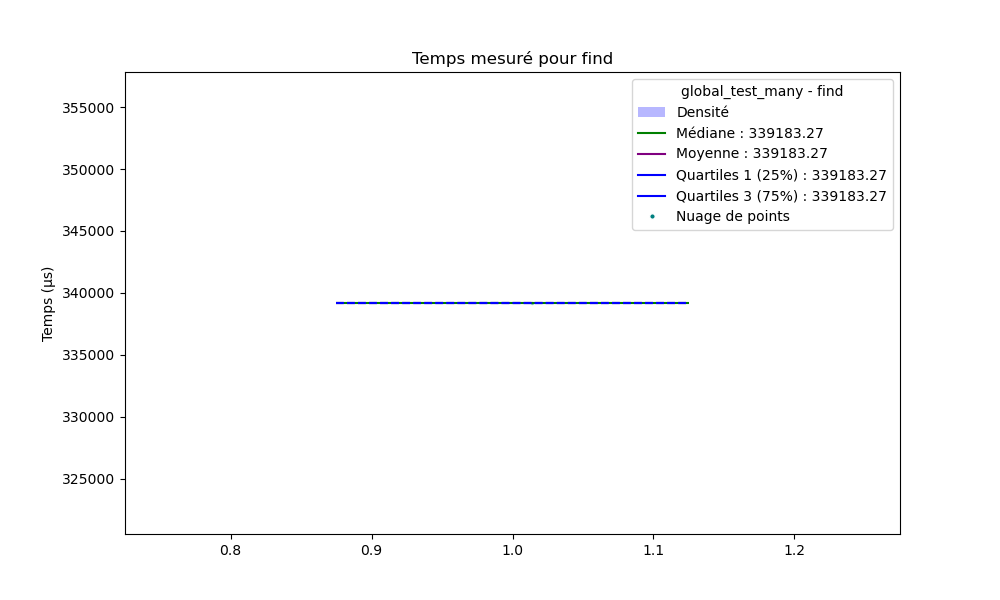 Temps mesuré pour find
global_test_many - find
Densité
Médiane : 339183.27
Moyenne : 339183.27
Quartiles 1 (25%) : 339183.27
Quartiles 3 (75%) : 339183.27
Nuage de points
Temps (µs)
355000
350000
345000
340000
335000
330000
325000
0.8
0.9
1.0
1.1
1.2